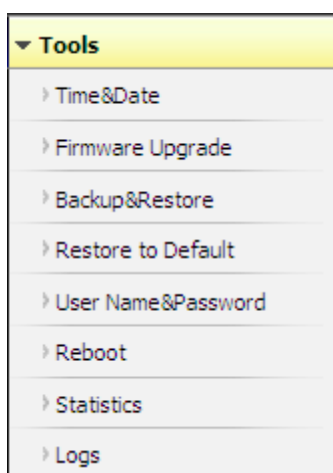 Tools
Time&Date
Firmware Upgrade
Backup&Restore
Restore to Default
User Name&Password
Reboot
Statistics
Logs